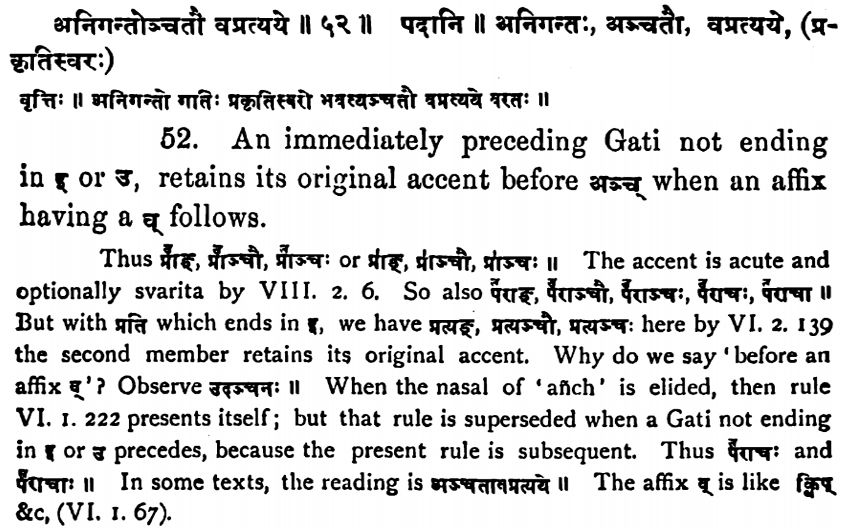 अनिगन्तोञ्चतौ वप्रत्यये ॥ ५२ ॥ पदानि ॥ अनिगन्तः, अञ्चतौ, वप्रत्यये, (प्र-
कृतिस्वरः)
वृत्तिः ॥ अनिगन्तो गतिः प्रकृतिस्वरो भवत्यञ्चतौ वप्रत्यये परतः ॥
52. An immediately preceding Gati not ending
in इ or उ, retains its original accent before अञ्च् when an affix
having a व् follows.
Thus प्राङ्, प्राञ्चौ, प्राञ्चः or प्राङ्, प्राञ्चौ, प्राञ्चः ॥ The accent is acute and
optionally svarita by VIII. 2. 6. So also पराङ्, पराञ्चौ, पराञ्चः, पराचः, पराचा ॥
But with प्रति which ends in इ, we have प्रत्यङ्, प्रत्यञ्चौ, प्रत्यञ्चः here by VI. 2. 139
the second member retains its original accent. Why do we say 'before an
affix व्'? Observe उदञ्चनः ॥ When the nasal of 'añch' is elided, then rule
VI. 1. 222 presents itself; but that rule is superseded when a Gati not ending
in इ or उ precedes, because the present rule is subsequent. Thus पराचः and
पराचाः ॥ In some texts, the reading is अञ्चतावप्रत्यये ॥ The affix व् is like क्विप्
&c, (VI. 1. 67).